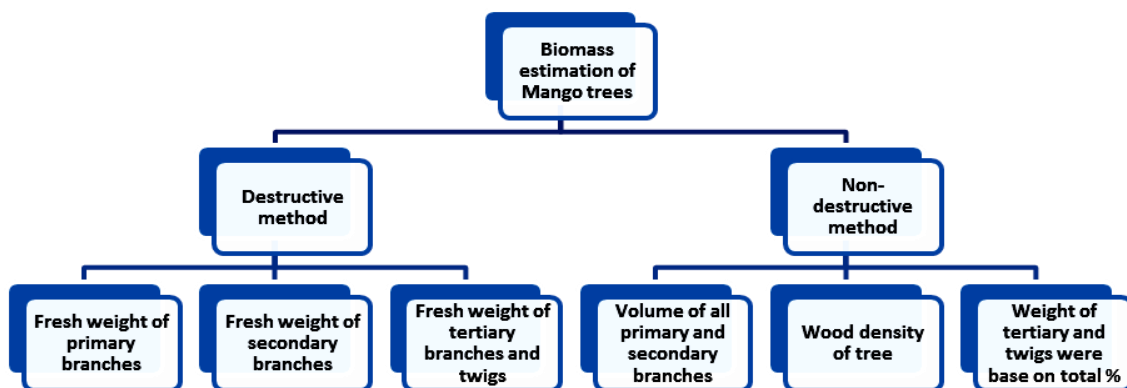 Biomass
estimation of
Mango trees
Destructive
method
Non-
destructive
method
Fresh weight of
primary
branches
Fresh weight of
secondary
branches
Fresh weight of
tertiary
branches and
twigs
Volume of all
primary and
secondary
branches
Wood density
of tree
Weight of
tertiary and
twigs were
base on total %